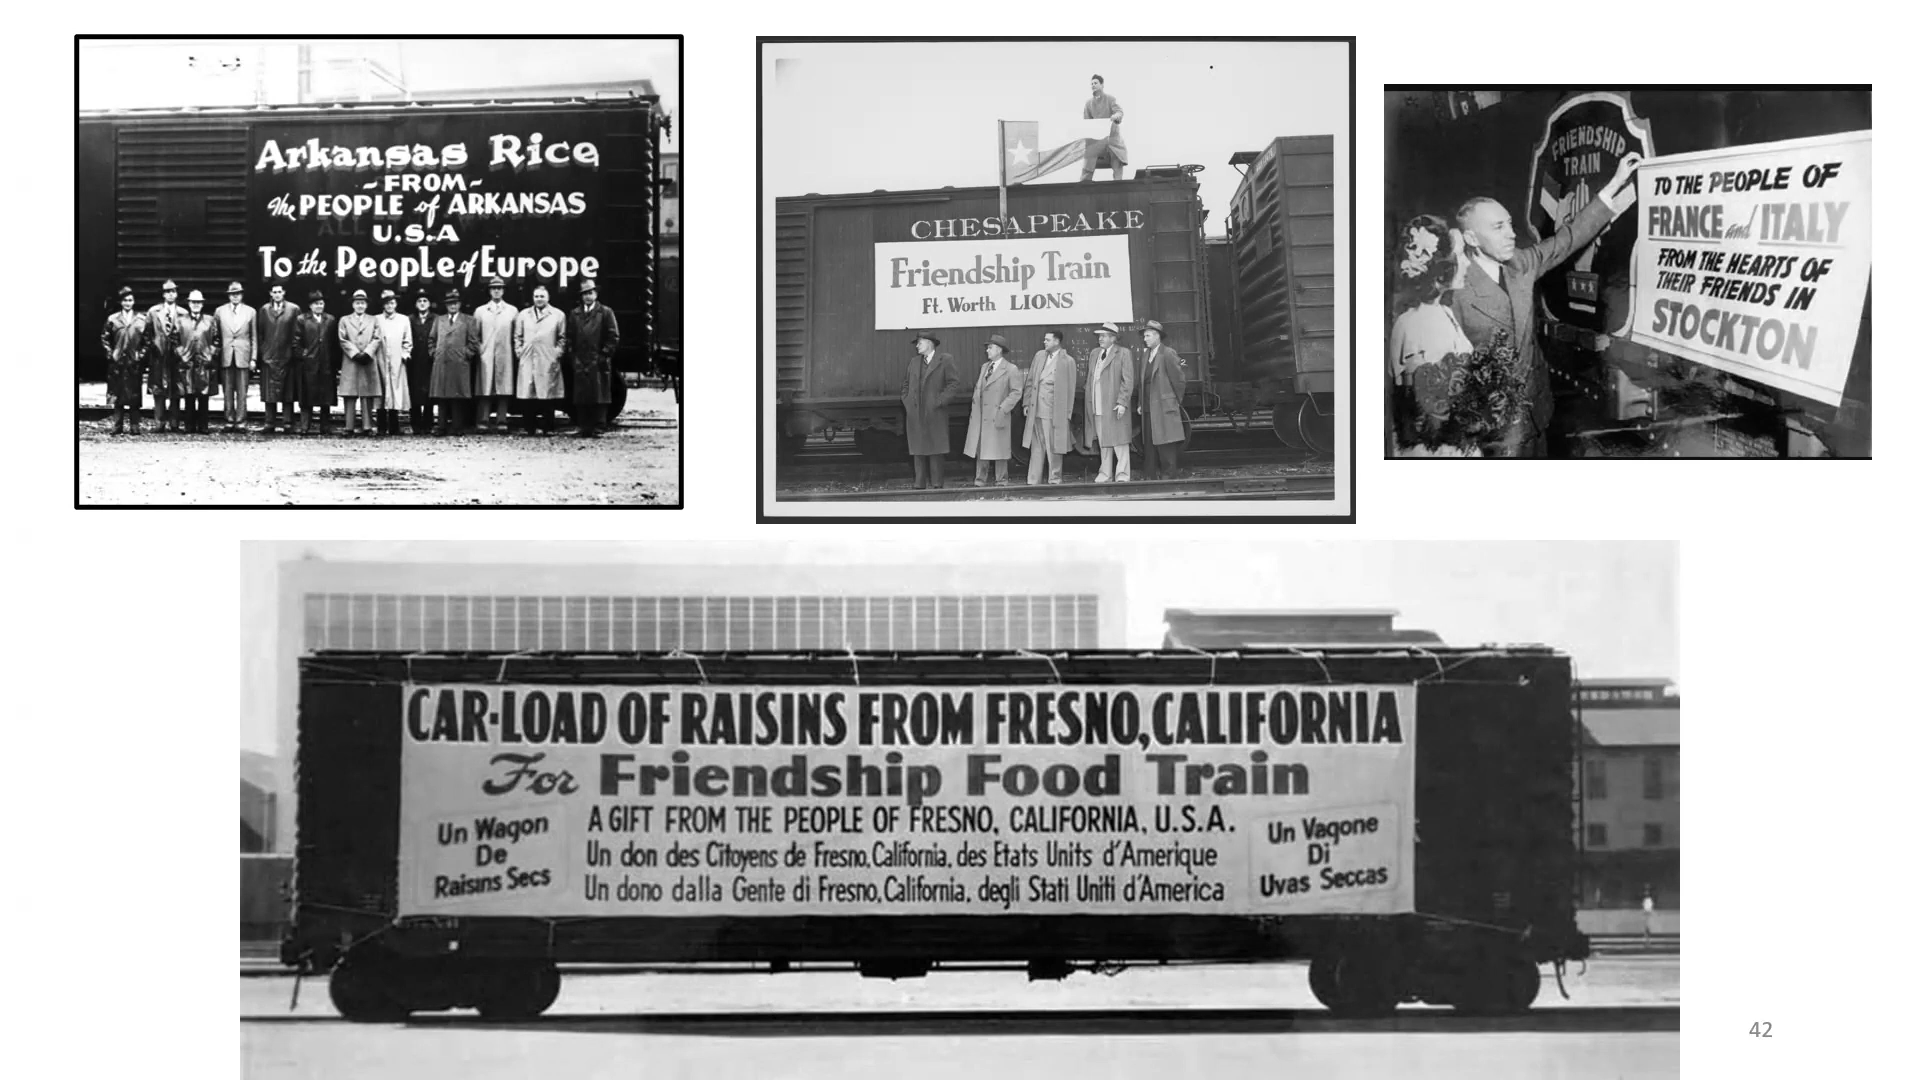 Arkansas Rice
~FROM~
the PEOPLE of ARKANSAS
U.S.A
To the People of Europe
CHESAPEAKE
Friendship Train
Ft. Worth LIONS
FRIENDSHIP
TRAIN
TO THE PEOPLE OF
FRANCE and ITALY
FROM THE HEARTS OF
THEIR FRIENDS IN
STOCKTON
CAR-LOAD OF RAISINS FROM FRESNO, CALIFORNIA
For Friendship Food Train
A GIFT FROM THE PEOPLE OF FRESNO, CALIFORNIA, U.S.A.
Un don des Citoyens de Fresno, California, des Etats Units d'Amerique
Un dono dalla Gente di Fresno, California, degli Stati Uniti d'America
Un Wagon
De
Raisins Secs
Un Vagone
Di
Uvas Seccas
42